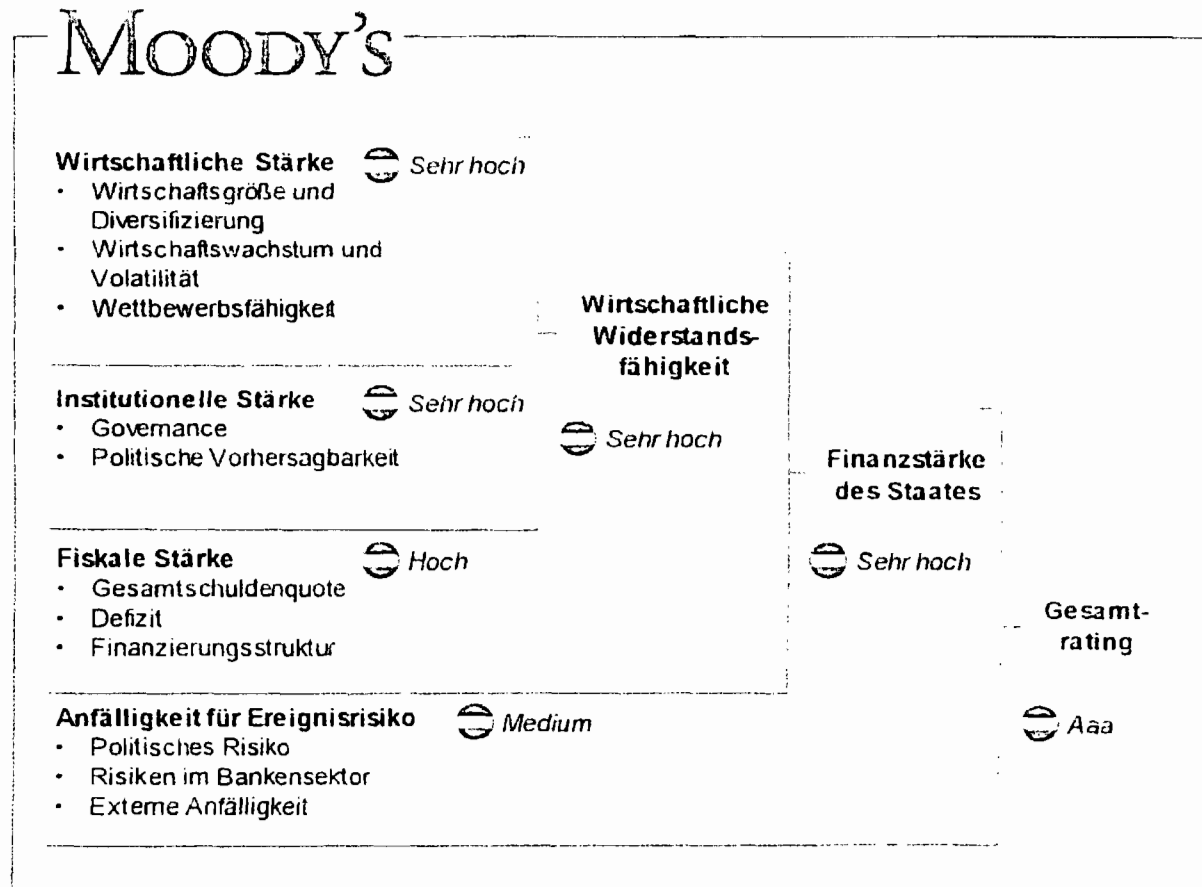 MOODY'S
Wirtschaftliche Stärke Sehr hoch
• Wirtschaftsgröße und
Diversifizierung
• Wirtschaftswachstum und
Volatilität
• Wettbewerbsfähigkeit
Wirtschaftliche
Widerstands-
fähigkeit
Sehr hoch
Institutionelle Stärke Sehr hoch
• Governance
• Politische Vorhersagbarkeit
Finanzstärke
des Staates
Sehr hoch
Fiskale Stärke Hoch
• Gesamtschuldenquote
• Defizit
• Finanzierungsstruktur
Gesamt-
rating
Aaa
Anfälligkeit für Ereignisrisiko Medium
• Politisches Risiko
• Risiken im Bankensektor
• Externe Anfälligkeit